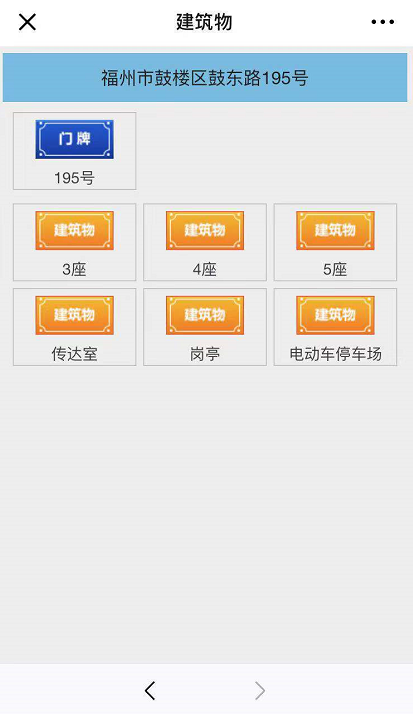 建筑物
福州市鼓楼区鼓东路195号
门牌
195号
建筑物
建筑物
建筑物
3座
4座
5座
建筑物
建筑物
建筑物
传达室
岗亭
电动车停车场